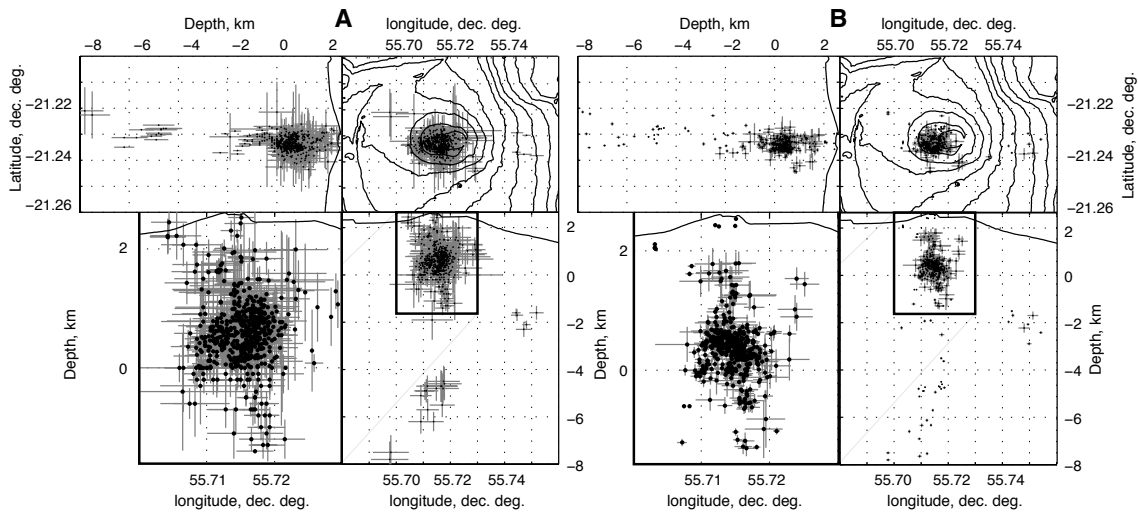 Depth, km
A
longitude, dec. deg.
−8 −6 −4 −2 0 2
55.70 55.72 55.74
Latitude, dec. deg.
−21.22
−21.24
−21.26
Depth, km
2
0
55.71 55.72
longitude, dec. deg.
2
0
−2
−4
−6
−8
55.70 55.72 55.74
longitude, dec. deg.
Depth, km
B
longitude, dec. deg.
−8 −6 −4 −2 0 2
55.70 55.72 55.74
−21.22
−21.24
−21.26
Latitude, dec. deg.
Depth, km
2
0
55.71 55.72
longitude, dec. deg.
2
0
−2
−4
−6
−8
Depth, km
55.70 55.72 55.74
longitude, dec. deg.